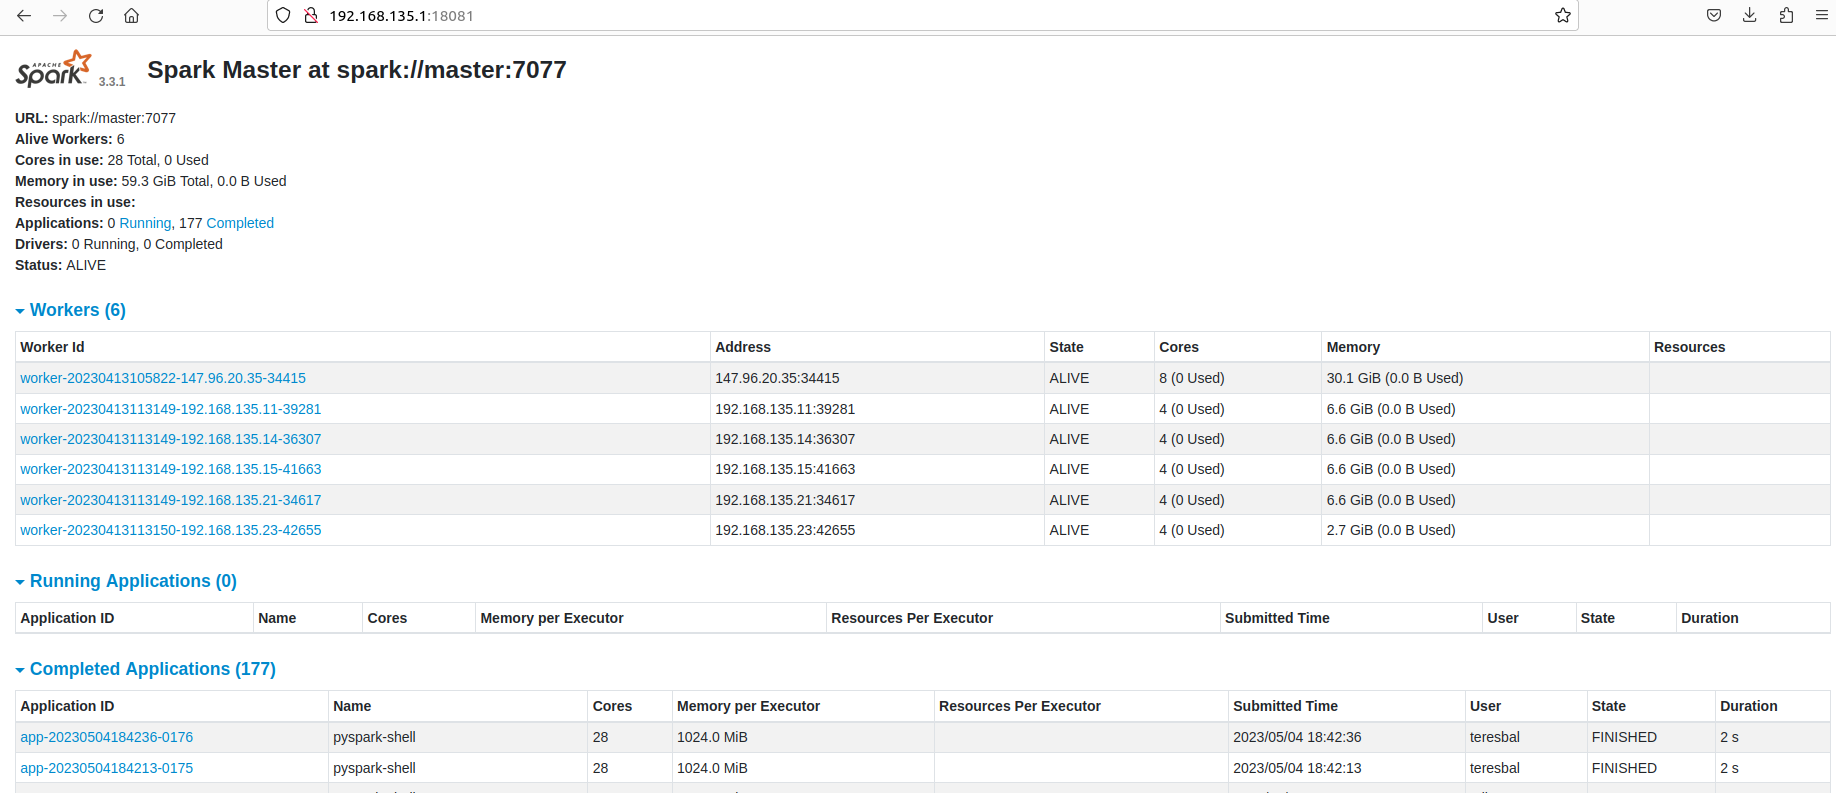 192.168.135.1:18081
APACHE
Spark 3.3.1 Spark Master at spark://master:7077
URL: spark://master:7077
Alive Workers: 6
Cores in use: 28 Total, 0 Used
Memory in use: 59.3 GiB Total, 0.0 B Used
Resources in use:
Applications: 0 Running, 177 Completed
Drivers: 0 Running, 0 Completed
Status: ALIVE
Workers (6)
Worker Id Address State Cores Memory Resources
worker-20230413105822-147.96.20.35-34415 147.96.20.35:34415 ALIVE 8 (0 Used) 30.1 GiB (0.0 B Used)
worker-20230413113149-192.168.135.11-39281 192.168.135.11:39281 ALIVE 4 (0 Used) 6.6 GiB (0.0 B Used)
worker-20230413113149-192.168.135.14-36307 192.168.135.14:36307 ALIVE 4 (0 Used) 6.6 GiB (0.0 B Used)
worker-20230413113149-192.168.135.15-41663 192.168.135.15:41663 ALIVE 4 (0 Used) 6.6 GiB (0.0 B Used)
worker-20230413113149-192.168.135.21-34617 192.168.135.21:34617 ALIVE 4 (0 Used) 6.6 GiB (0.0 B Used)
worker-20230413113150-192.168.135.23-42655 192.168.135.23:42655 ALIVE 4 (0 Used) 2.7 GiB (0.0 B Used)
Running Applications (0)
Application ID Name Cores Memory per Executor Resources Per Executor Submitted Time User State Duration
Completed Applications (177)
Application ID Name Cores Memory per Executor Resources Per Executor Submitted Time User State Duration
app-20230504184236-0176 pyspark-shell 28 1024.0 MiB 2023/05/04 18:42:36 teresbal FINISHED 2 s
app-20230504184213-0175 pyspark-shell 28 1024.0 MiB 2023/05/04 18:42:13 teresbal FINISHED 2 s